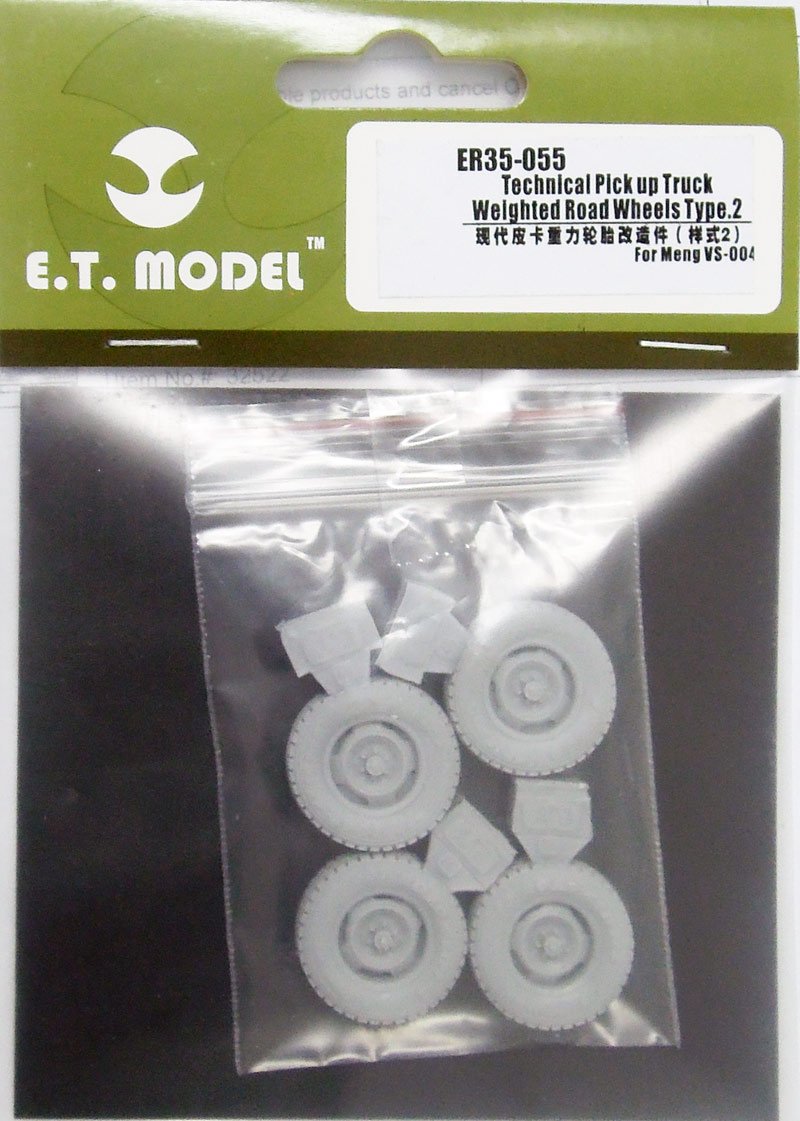 ble products and cancel O
ER35-055
Technical Pick up Truck
Weighted Road Wheels Type.2
现代皮卡重力轮胎改造件（样式2）
For Meng VS-004
E.T. MODEL™
Item No # 32522